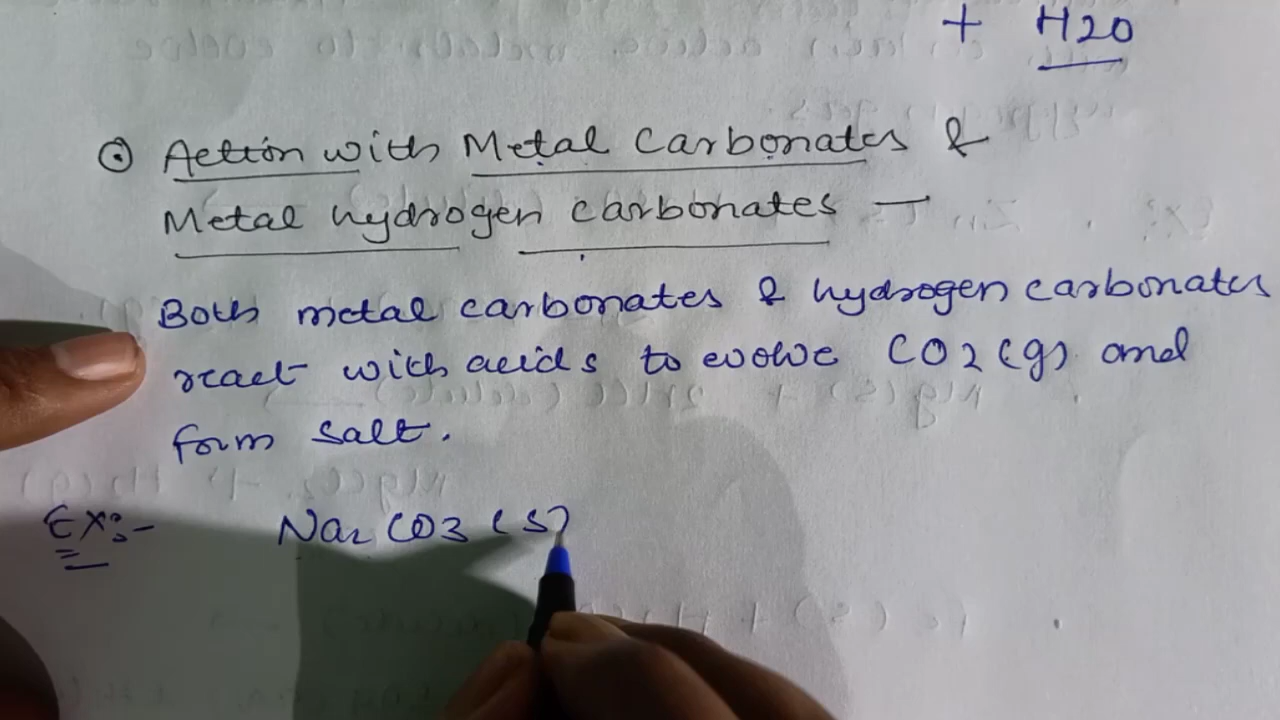 + H2O
⊙ Action with Metal Carbonates &
Metal hydrogen carbonates —
Both metal carbonates & hydrogen carbonates
react with acids to evolve CO2 (g) and
form salt.
Ex:- Na2CO3 (s)